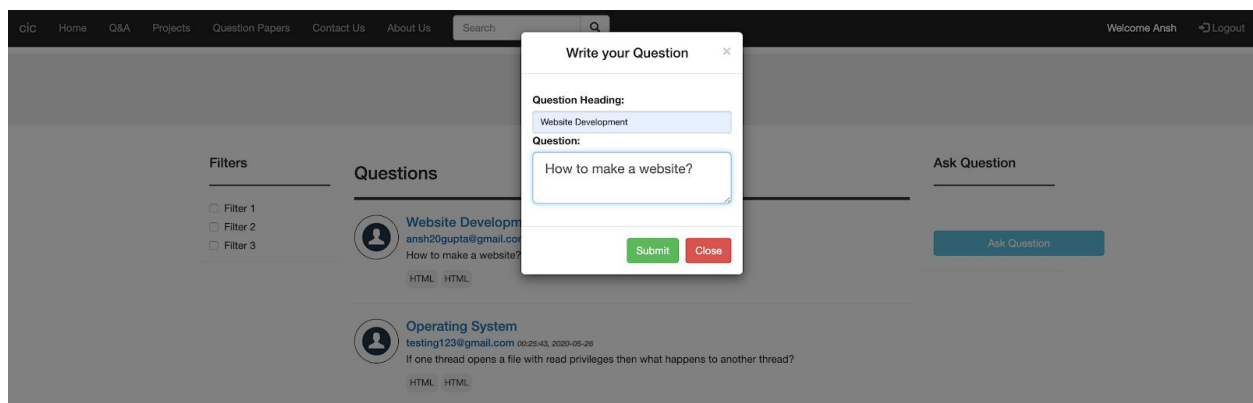 cic Home Q&A Projects Question Papers Contact Us About Us Search Welcome Ansh Logout
Write your Question ×
Question Heading:
Website Development
Question:
How to make a website?
Submit Close
Filters
Filter 1
Filter 2
Filter 3
Questions
Website Developm
ansh20gupta@gmail.com
How to make a website?
HTML HTML
Operating System
testing123@gmail.com 00:25:43, 2020-05-26
If one thread opens a file with read privileges then what happens to another thread?
HTML HTML
Ask Question
Ask Question